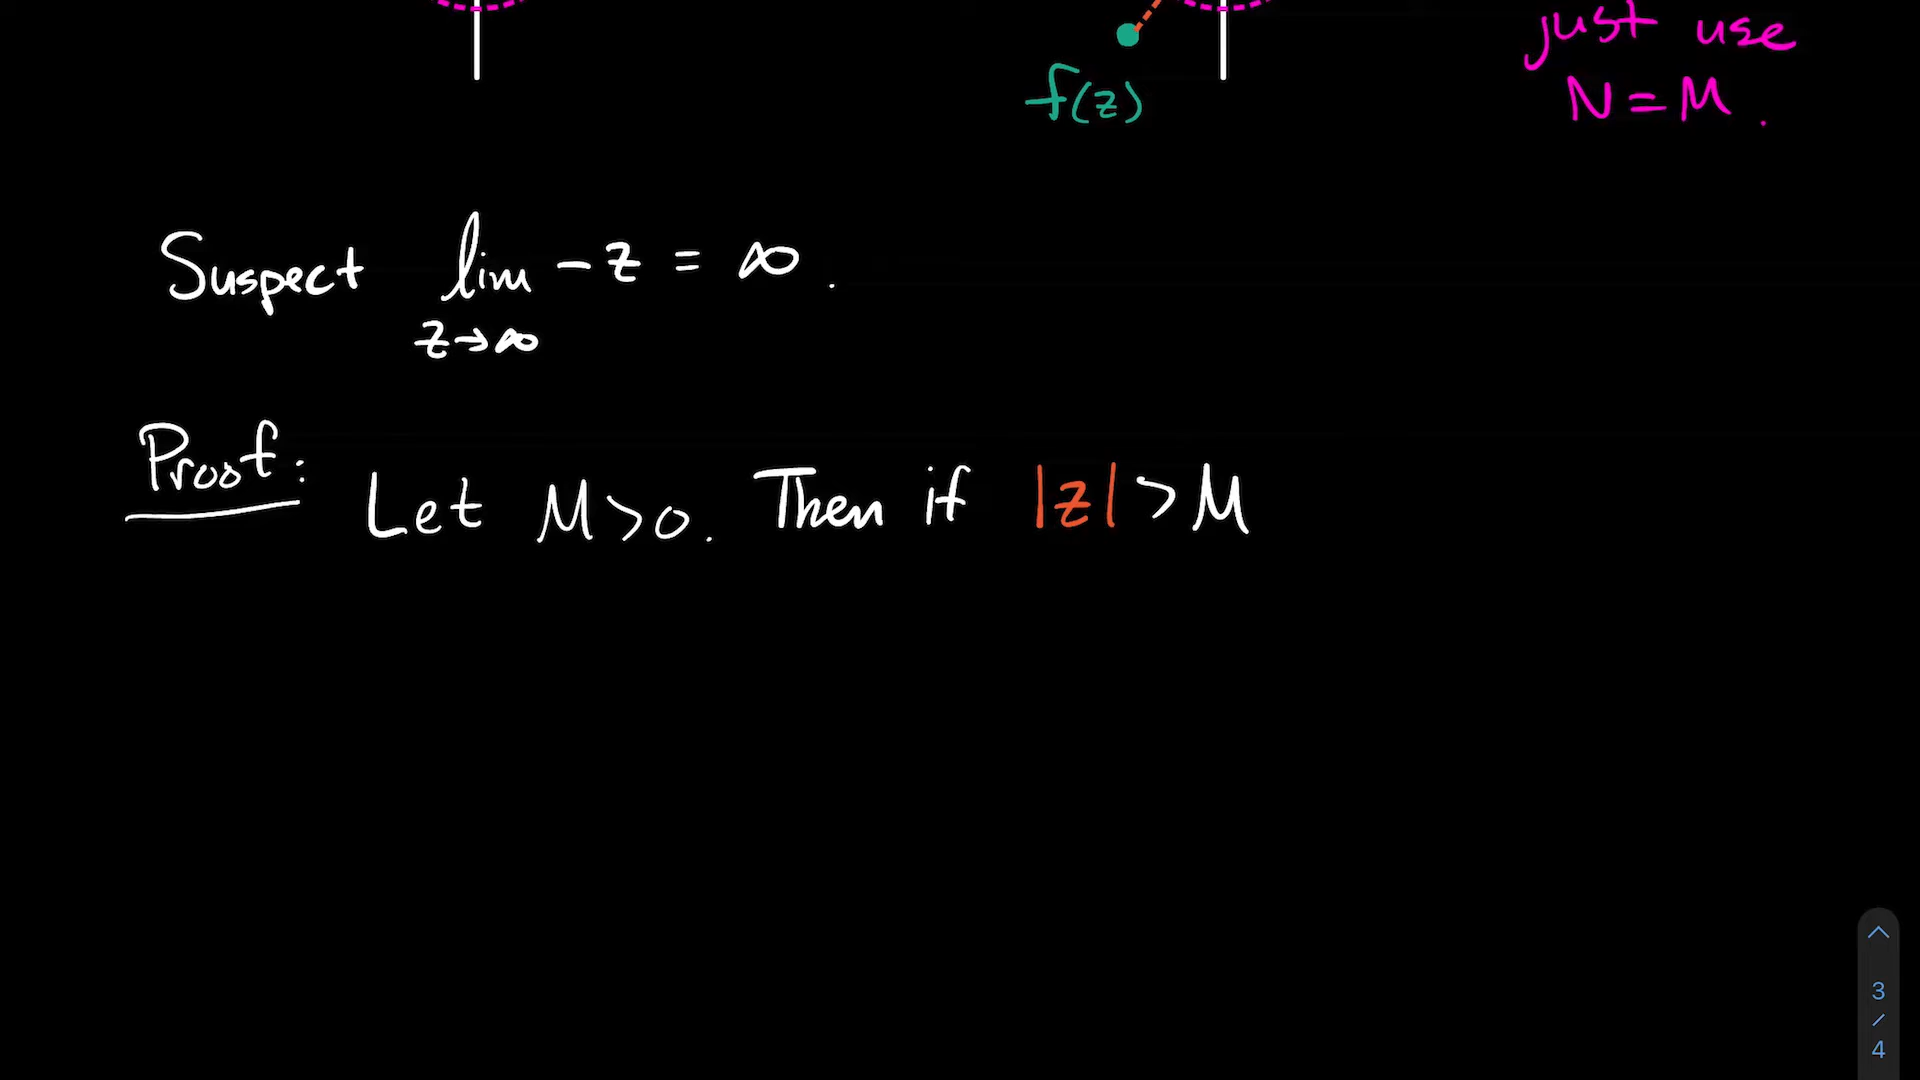 just use
N = M .
f(z)
Suspect lim - z = ∞ .
z→∞
Proof: Let M > 0. Then if |z| > M
3
/
4